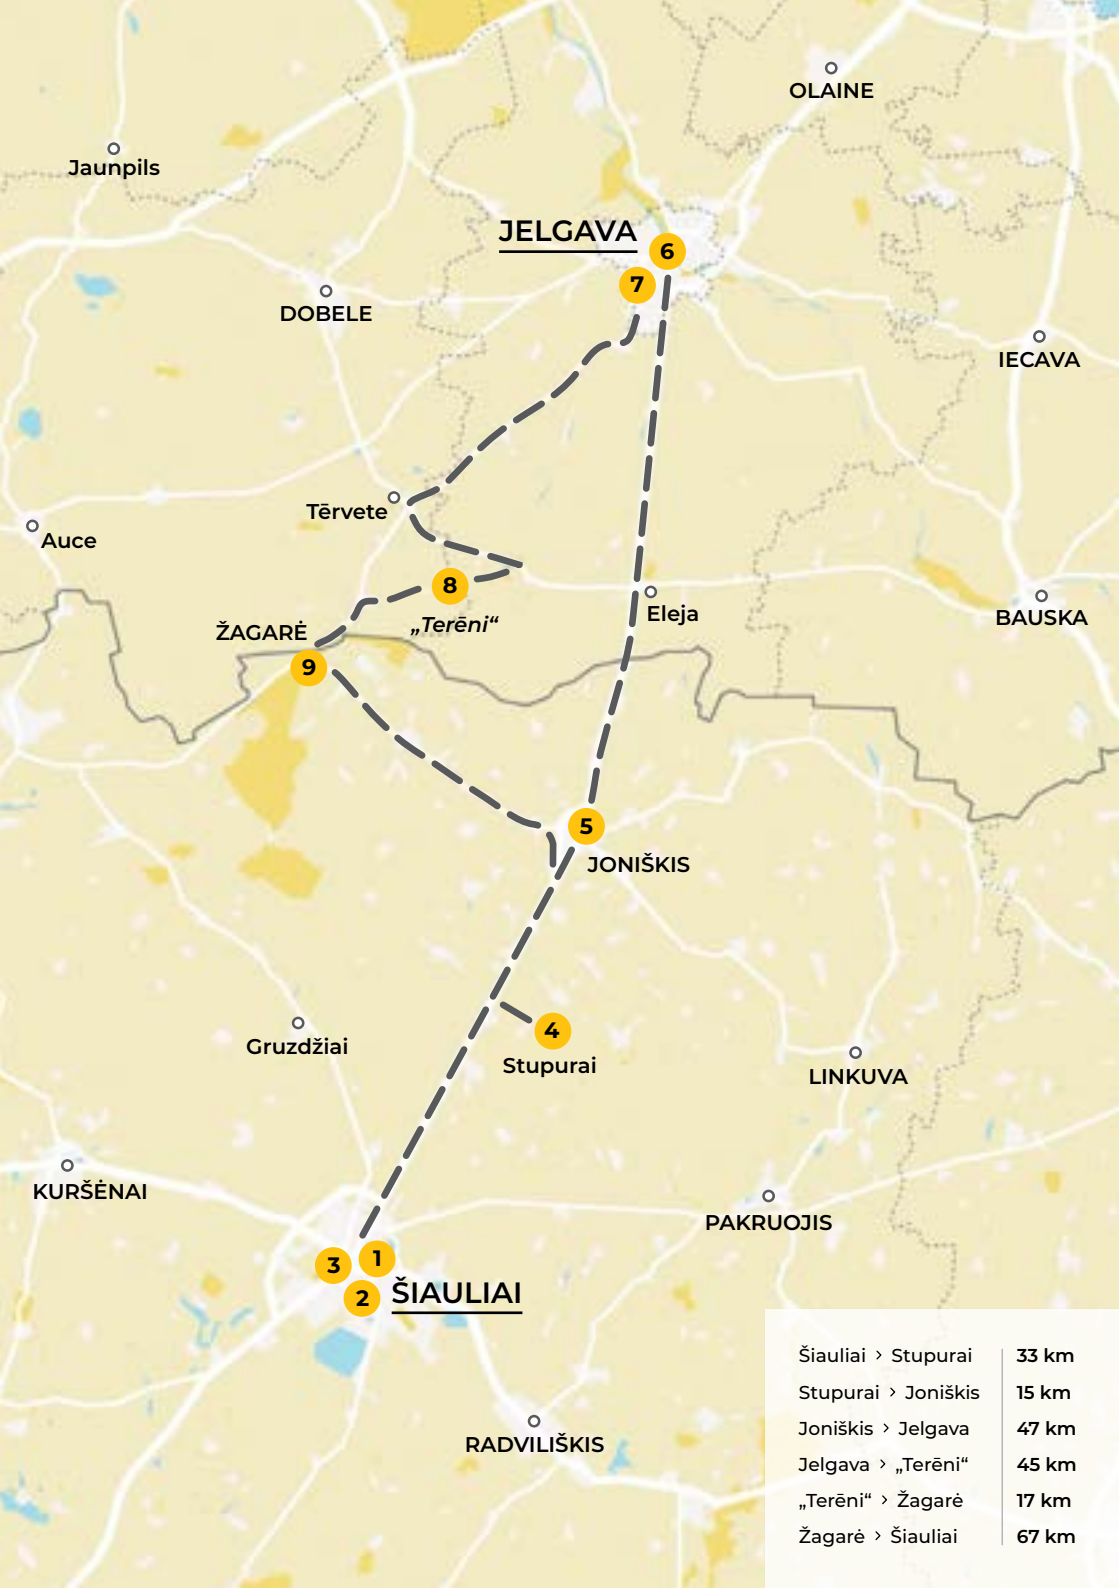 OLAINE
Jaunpils
JELGAVA
6
7
DOBELE
IECAVA
Tērvete
Auce
8
„Terēni“
Eleja
BAUSKA
ŽAGARĖ
9
5
JONIŠKIS
4
Stupurai
Gruzdžiai
LINKUVA
KURŠĖNAI
PAKRUOJIS
3
1
2
ŠIAULIAI
RADVILIŠKIS
Šiauliai › Stupurai 33 km
Stupurai › Joniškis 15 km
Joniškis › Jelgava 47 km
Jelgava › „Terēni“ 45 km
„Terēni“ › Žagarė 17 km
Žagarė › Šiauliai 67 km